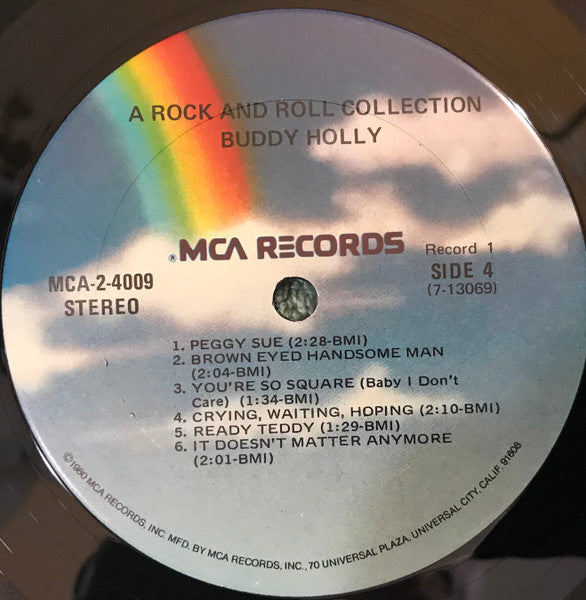 A ROCK AND ROLL COLLECTION
BUDDY HOLLY
® MCA RECORDS
Record 1
MCA-2-4009
SIDE 4
STEREO
(7-13069)
1. PEGGY SUE (2:28-BMI)
2. BROWN EYED HANDSOME MAN
(2:04-BMI)
3. YOU'RE SO SQUARE (Baby I Don't
Care) (1:34-BMI)
4. CRYING, WAITING, HOPING (2:10-BMI)
5. READY TEDDY (1:29-BMI)
6. IT DOESN'T MATTER ANYMORE
(2:01-BMI)
©1980 MCA RECORDS, INC. MFD. BY MCA RECORDS, INC., 70 UNIVERSAL PLAZA, UNIVERSAL CITY, CALIF. 91608